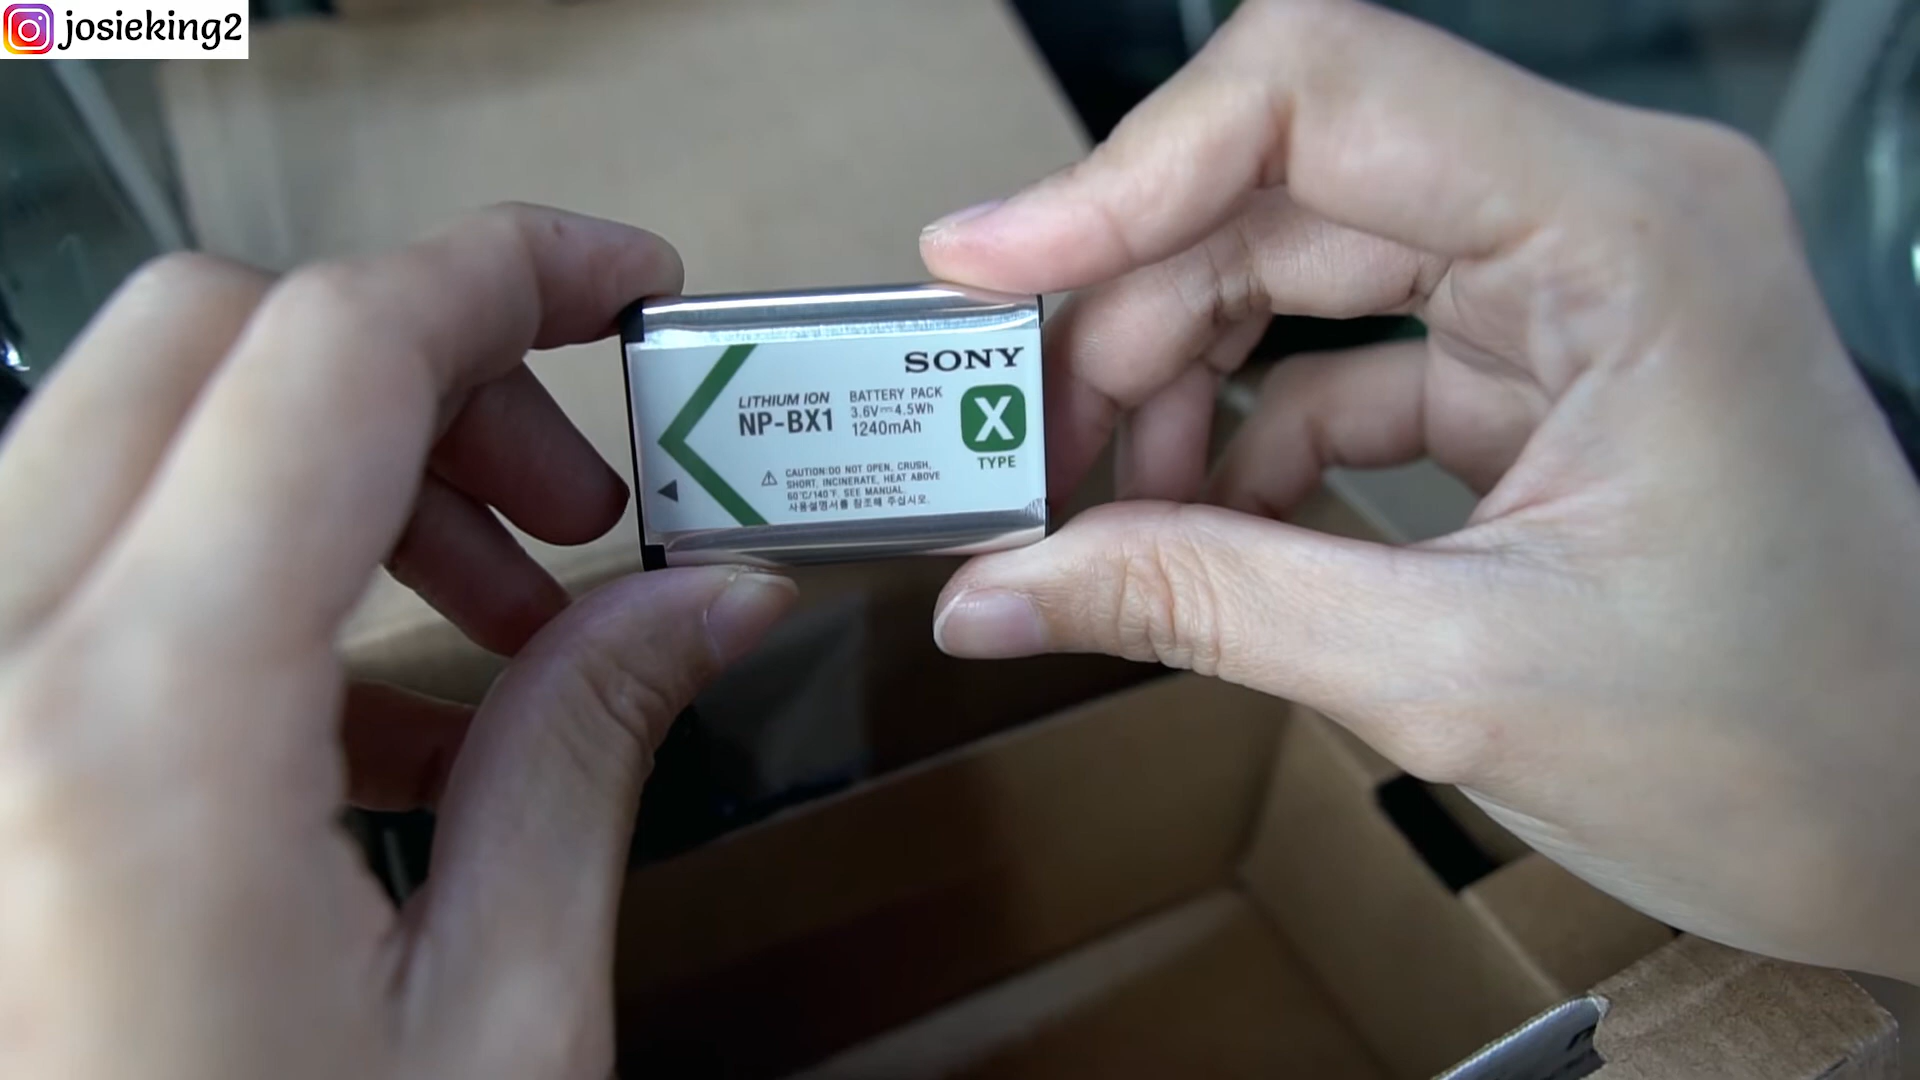 josieking2
SONY
LITHIUM ION
NP-BX1
BATTERY PACK
3.6V⎓4.5Wh
1240mAh
X
TYPE
CAUTION:DO NOT OPEN, CRUSH,
SHORT, INCINERATE, HEAT ABOVE
60°C/140°F. SEE MANUAL.
사용설명서를 참조해 주십시오.